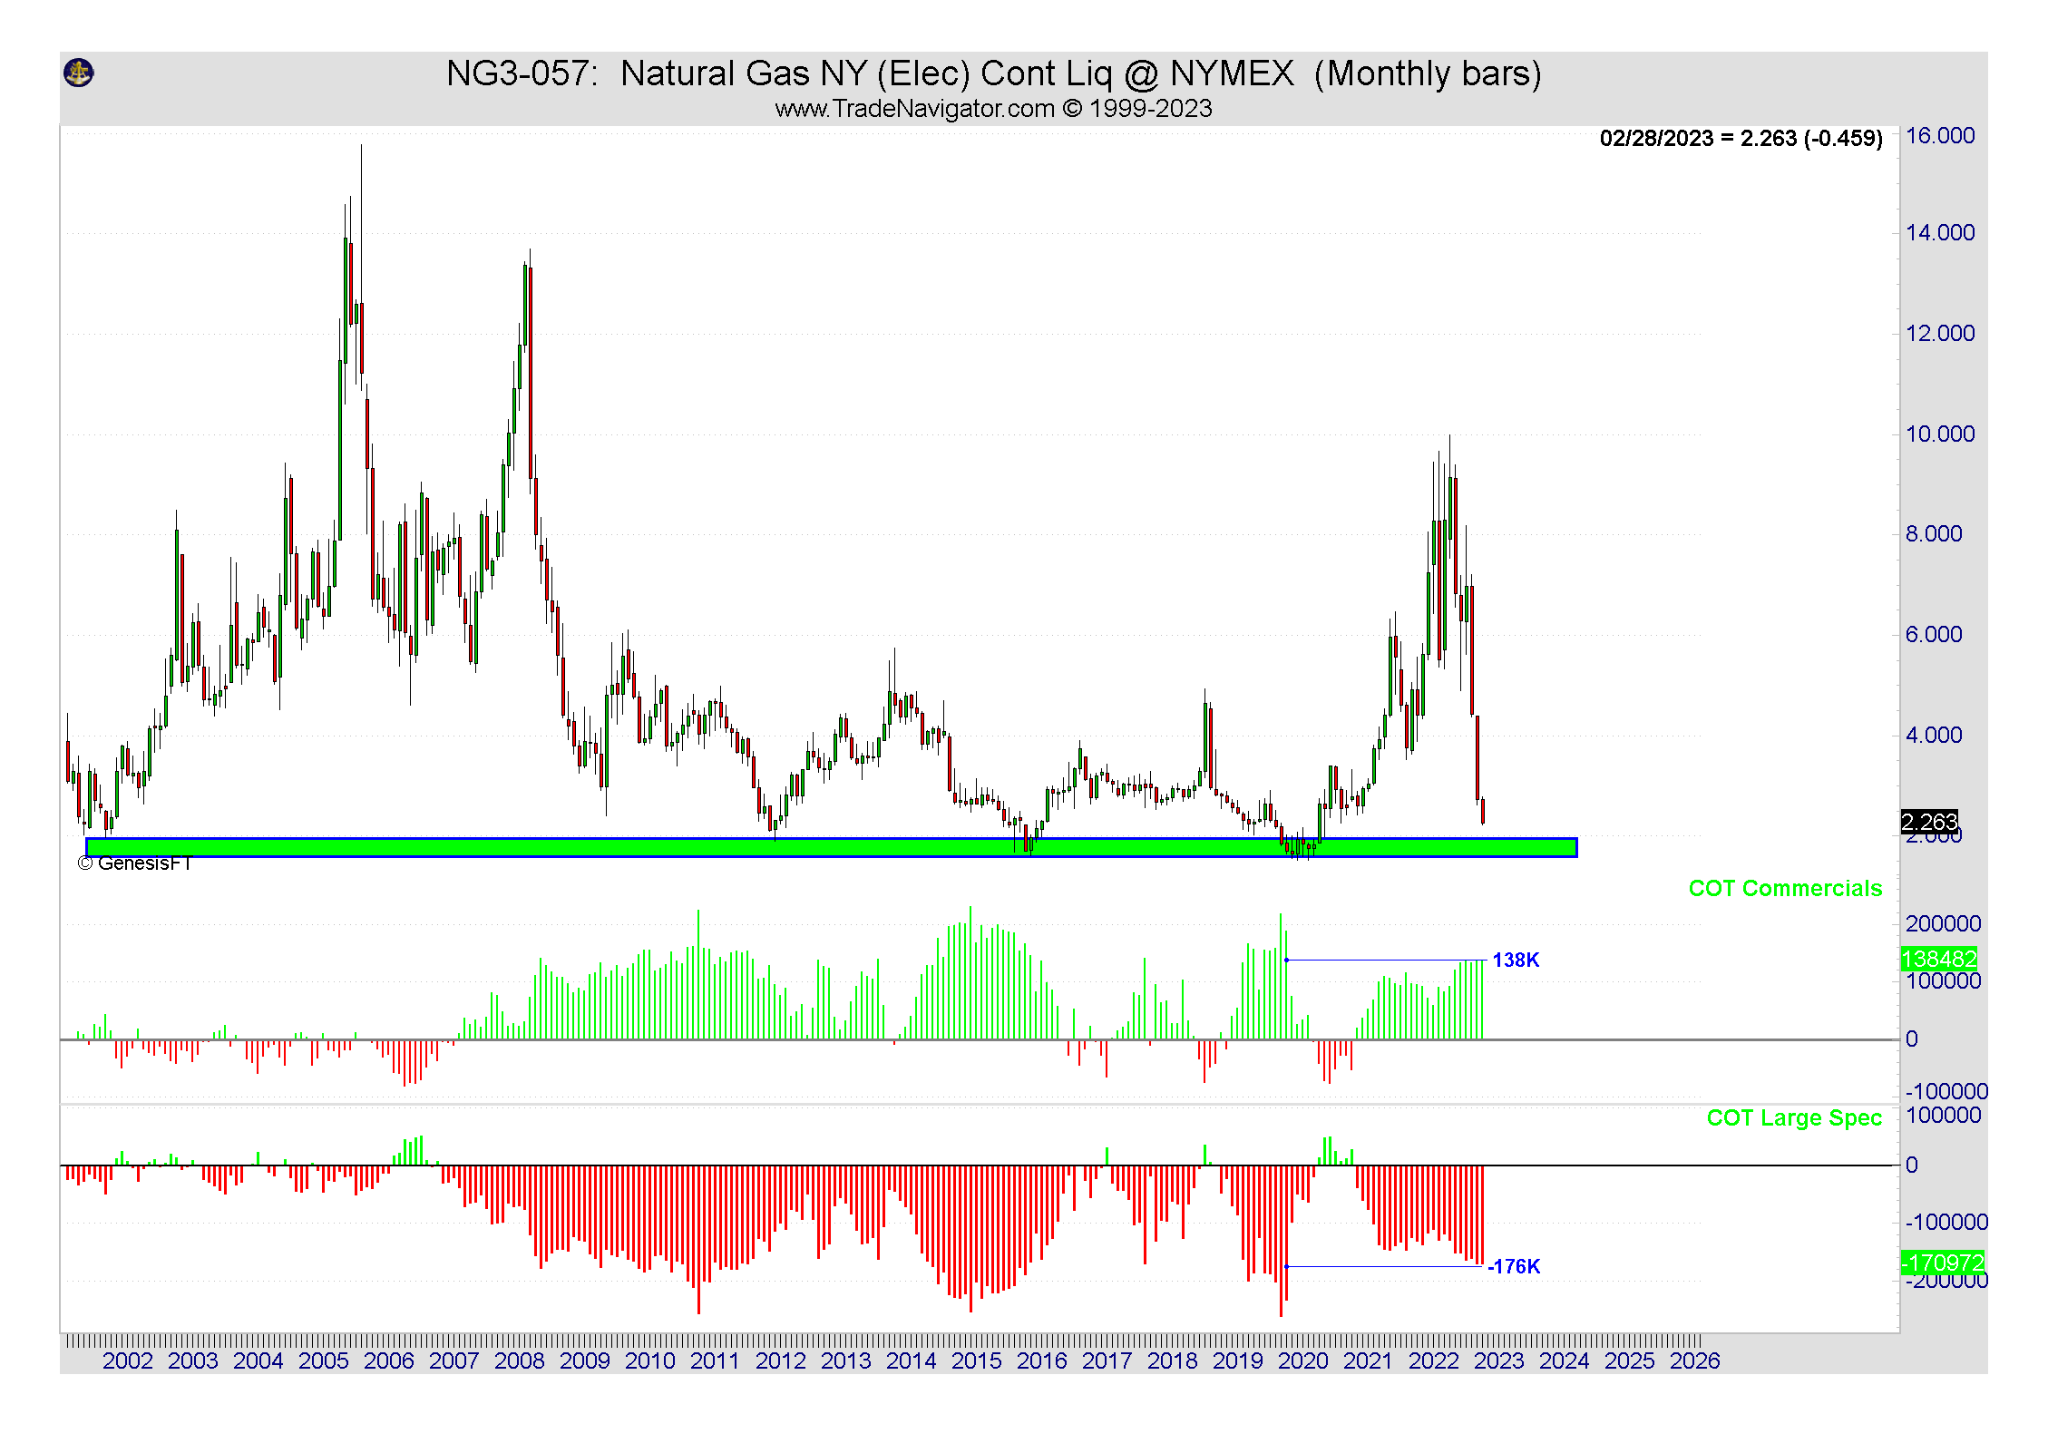 NG3-057: Natural Gas NY (Elec) Cont Liq @ NYMEX (Monthly bars)
www.TradeNavigator.com © 1999-2023
02/28/2023 = 2.263 (-0.459)
16.000
14.000
12.000
10.000
8.000
6.000
4.000
2.263
2.000
© GenesisFT
COT Commercials
200000
138K
138482
100000
0
-100000
COT Large Spec
100000
0
-100000
-176K
-170972
-200000
2002 2003 2004 2005 2006 2007 2008 2009 2010 2011 2012 2013 2014 2015 2016 2017 2018 2019 2020 2021 2022 2023 2024 2025 2026